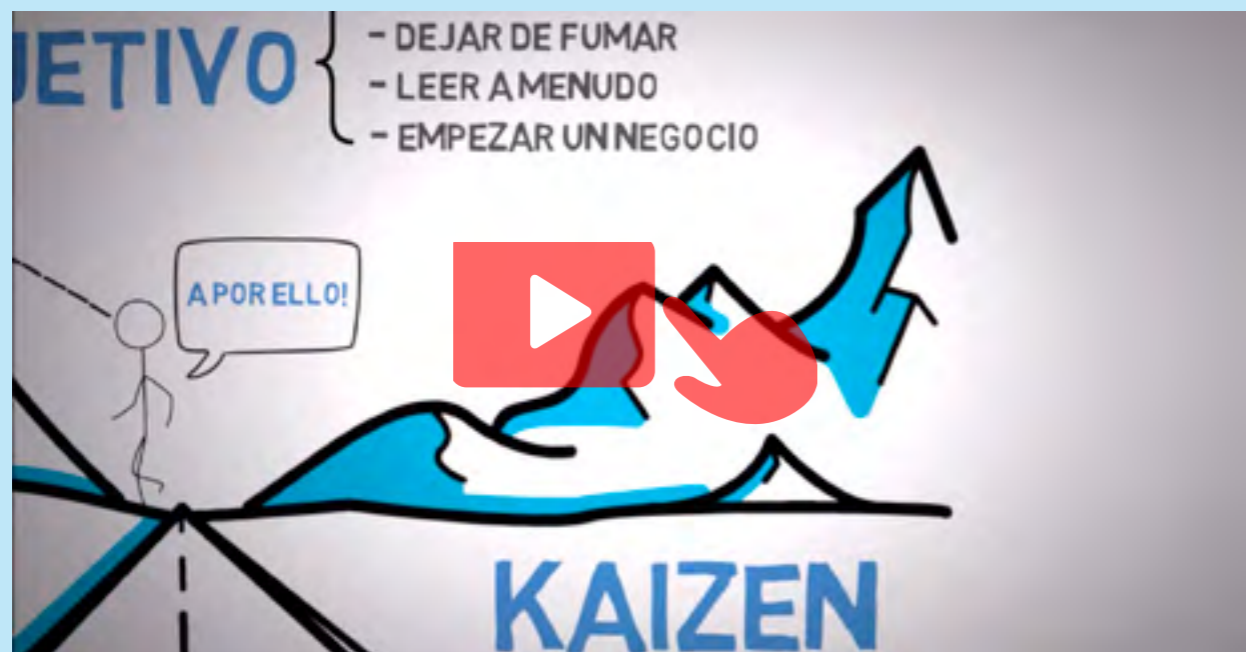 JETIVO
- DEJAR DE FUMAR
- LEER A MENUDO
- EMPEZAR UN NEGOCIO
A POR ELLO!
KAIZEN